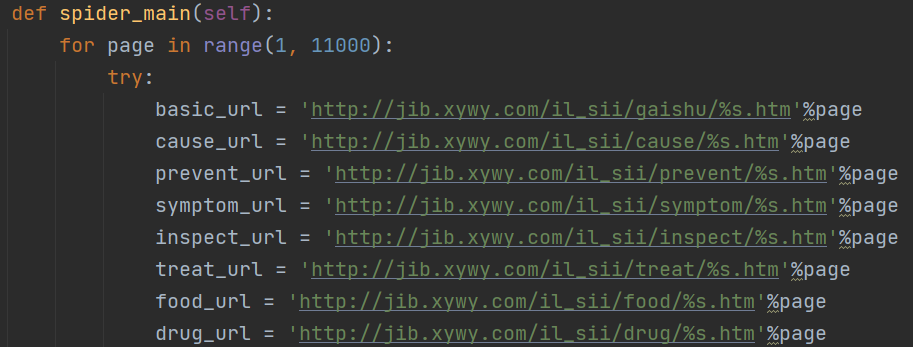 def spider_main(self):
for page in range(1, 11000):
try:
basic_url = 'http://jib.xywy.com/il_sii/gaishu/%s.htm'%page
cause_url = 'http://jib.xywy.com/il_sii/cause/%s.htm'%page
prevent_url = 'http://jib.xywy.com/il_sii/prevent/%s.htm'%page
symptom_url = 'http://jib.xywy.com/il_sii/symptom/%s.htm'%page
inspect_url = 'http://jib.xywy.com/il_sii/inspect/%s.htm'%page
treat_url = 'http://jib.xywy.com/il_sii/treat/%s.htm'%page
food_url = 'http://jib.xywy.com/il_sii/food/%s.htm'%page
drug_url = 'http://jib.xywy.com/il_sii/drug/%s.htm'%page